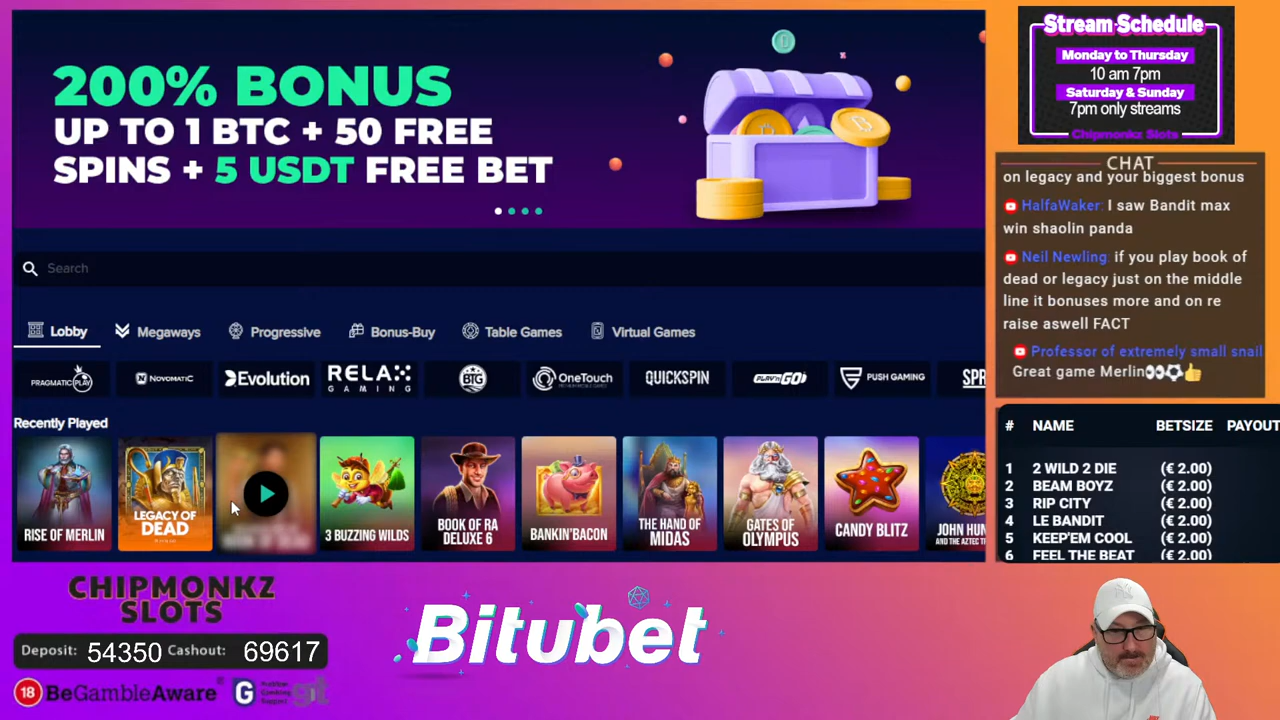 200% BONUS
UP TO 1 BTC + 50 FREE
SPINS + 5 USDT FREE BET
Search
Lobby
Megaways
Progressive
Bonus-Buy
Table Games
Virtual Games
PRAGMATIC PLAY
NOVOMATIC
Evolution
RELAX
GAMING
BTG
OneTouch
QUICKSPIN
PLAY'N GO
PUSH GAMING
SPR
Recently Played
RISE OF MERLIN
LEGACY OF
DEAD
3 BUZZING WILDS
BOOK OF RA
DELUXE 6
BANKIN'BACON
THE HAND OF
MIDAS
GATES OF
OLYMPUS
CANDY BLITZ
JOHN HUN
AND THE AZTEC TR
Stream Schedule
Monday to Thursday
10 am 7pm
Saturday & Sunday
7pm only streams
Chipmonkz Slots
CHAT
on legacy and your biggest bonus
HalfaWaker: I saw Bandit max
win shaolin panda
Neil Newling: if you play book of
dead or legacy just on the middle
line it bonuses more and on re
raise aswell FACT
Professor of extremely small snail
Great game Merlin👀⚽👍
# NAME BETSIZE PAYOUT
1 2 WILD 2 DIE (€ 2.00)
2 BEAM BOYZ (€ 2.00)
3 RIP CITY (€ 2.00)
4 LE BANDIT (€ 2.00)
5 KEEP'EM COOL (€ 2.00)
6 FEEL THE BEAT (€ 2.00)
CHIPMONKZ
SLOTS
Deposit: 54350 Cashout: 69617
18 BeGambleAware
Bitubet